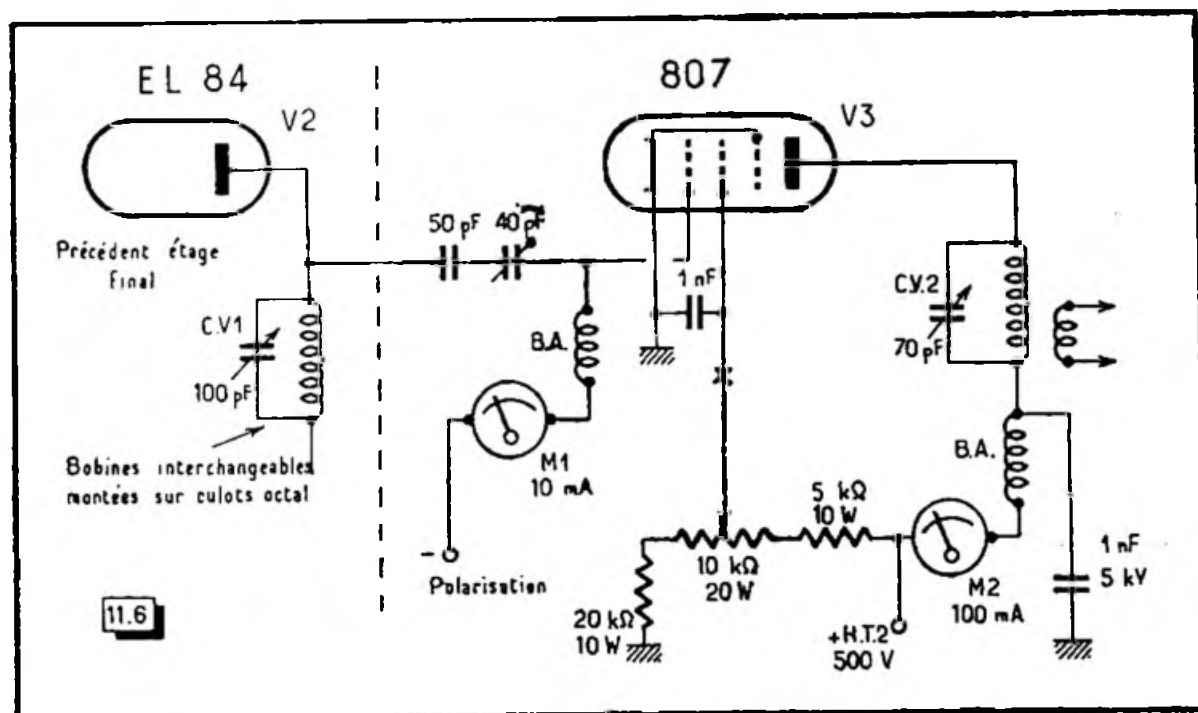 EL 84
V2
807
V3
Précédent étage
final
C.V1
100 pF
Bobines interchangeables
montées sur culots octal
50 pF
40 pF
1 nF
B.A.
M1
10 mA
-
Polarisation
C.V.2
70 pF
B.A.
5 kΩ
10 W
10 kΩ
20 W
20 kΩ
10 W
M2
100 mA
+H.T.2
500 V
1 nF
5 kV
11.6